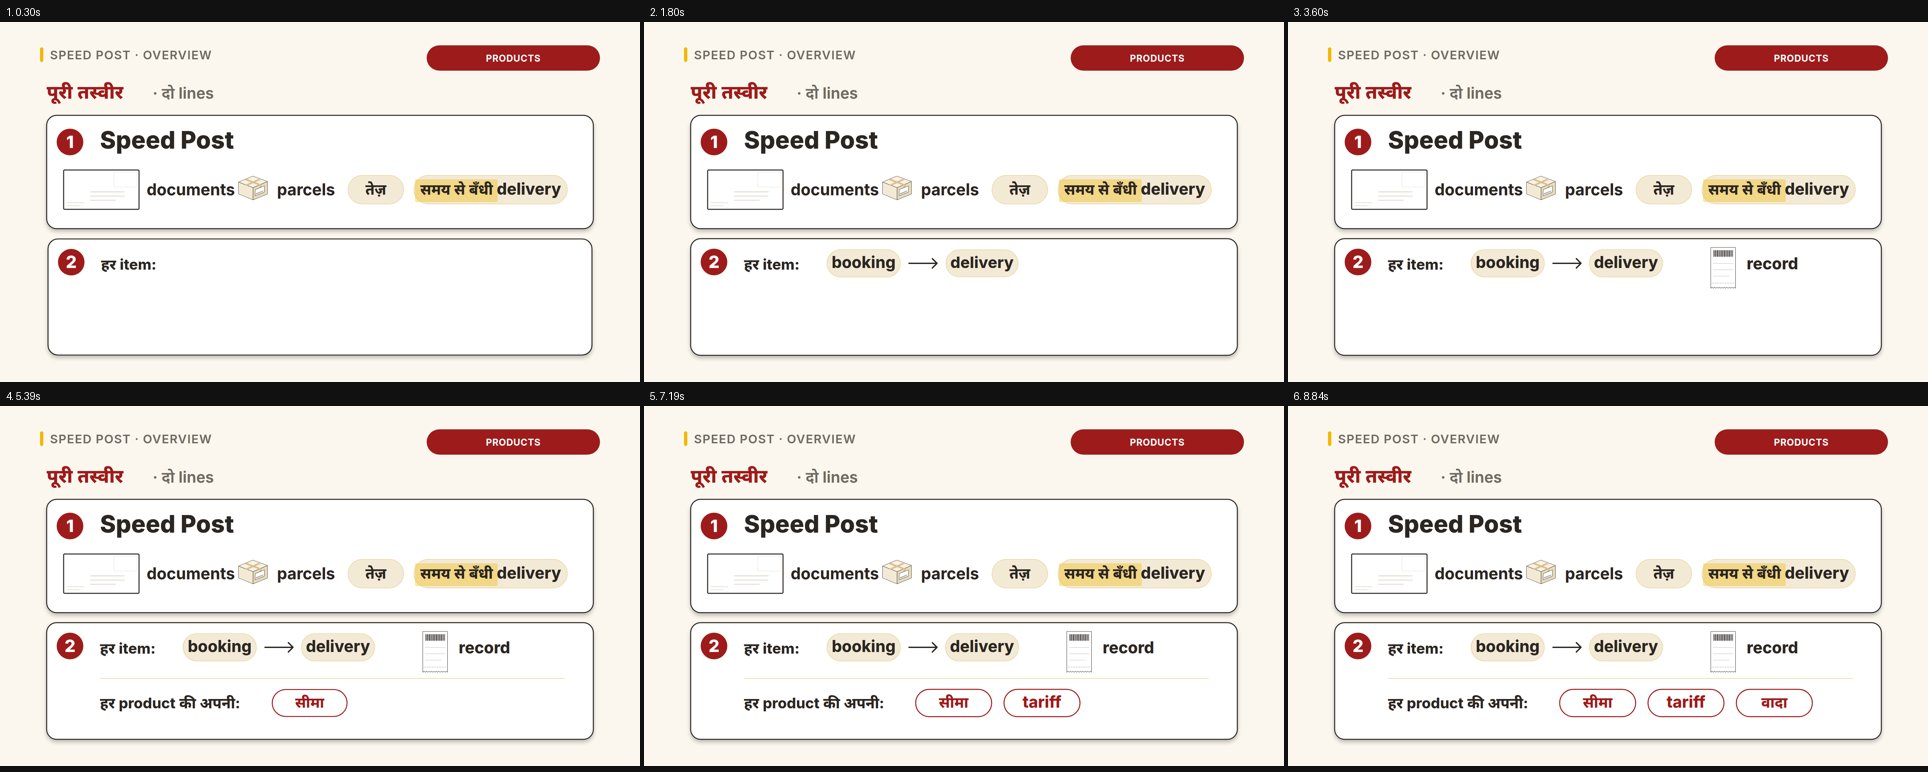 1. 0.30s
SPEED POST · OVERVIEW
PRODUCTS
पूरी तस्वीर · दो lines
1 Speed Post
documents parcels तेज़ समय से बँधी delivery
2 हर item:
2. 1.80s
SPEED POST · OVERVIEW
PRODUCTS
पूरी तस्वीर · दो lines
1 Speed Post
documents parcels तेज़ समय से बँधी delivery
2 हर item: booking → delivery
3. 3.60s
SPEED POST · OVERVIEW
PRODUCTS
पूरी तस्वीर · दो lines
1 Speed Post
documents parcels तेज़ समय से बँधी delivery
2 हर item: booking → delivery record
4. 5.39s
SPEED POST · OVERVIEW
PRODUCTS
पूरी तस्वीर · दो lines
1 Speed Post
documents parcels तेज़ समय से बँधी delivery
2 हर item: booking → delivery record
हर product की अपनी: सीमा
5. 7.19s
SPEED POST · OVERVIEW
PRODUCTS
पूरी तस्वीर · दो lines
1 Speed Post
documents parcels तेज़ समय से बँधी delivery
2 हर item: booking → delivery record
हर product की अपनी: सीमा tariff
6. 8.84s
SPEED POST · OVERVIEW
PRODUCTS
पूरी तस्वीर · दो lines
1 Speed Post
documents parcels तेज़ समय से बँधी delivery
2 हर item: booking → delivery record
हर product की अपनी: सीमा tariff वादा